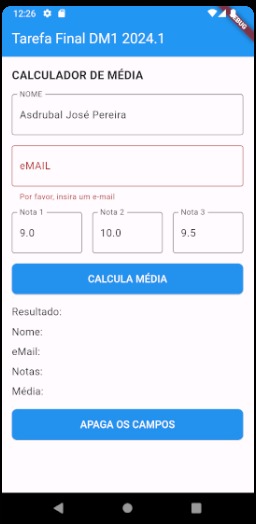 12:26
DEBUG
Tarefa Final DM1 2024.1
CALCULADOR DE MÉDIA
NOME
Asdrubal José Pereira
eMAIL
Por favor, insira um e-mail
Nota 1 Nota 2 Nota 3
9.0 10.0 9.5
CALCULA MÉDIA
Resultado:
Nome:
eMail:
Notas:
Média:
APAGA OS CAMPOS